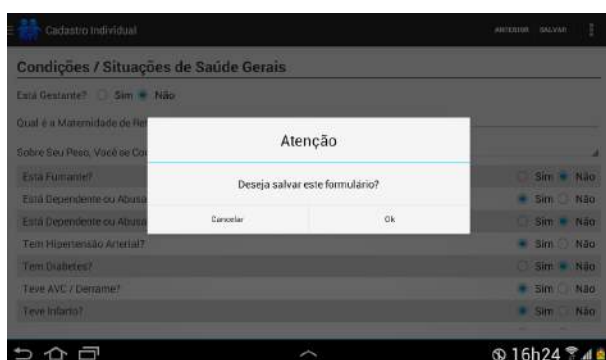 Cadastro Individual
ANTERIOR SALVAR
Condições / Situações de Saúde Gerais
Está Gestante? Sim Não
Qual é a Maternidade de
Sobre Seu Peso, Você se
Está Fumante? Sim Não
Está Dependente ou Abusa Sim Não
Está Dependente ou Abusa Sim Não
Tem Hipertensão Arterial? Sim Não
Tem Diabetes? Sim Não
Teve AVC / Derrame? Sim Não
Teve Infarto? Sim Não
Atenção
Deseja salvar este formulário?
Cancelar Ok
16h24